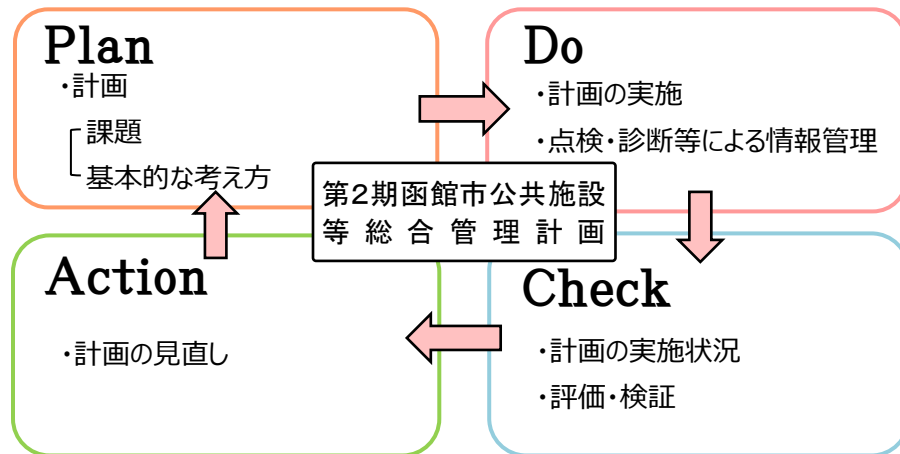 Plan
・計画
課題
基本的な考え方
Do
・計画の実施
・点検・診断等による情報管理
第2期函館市公共施設
等総合管理計画
Action
・計画の見直し
Check
・計画の実施状況
・評価・検証